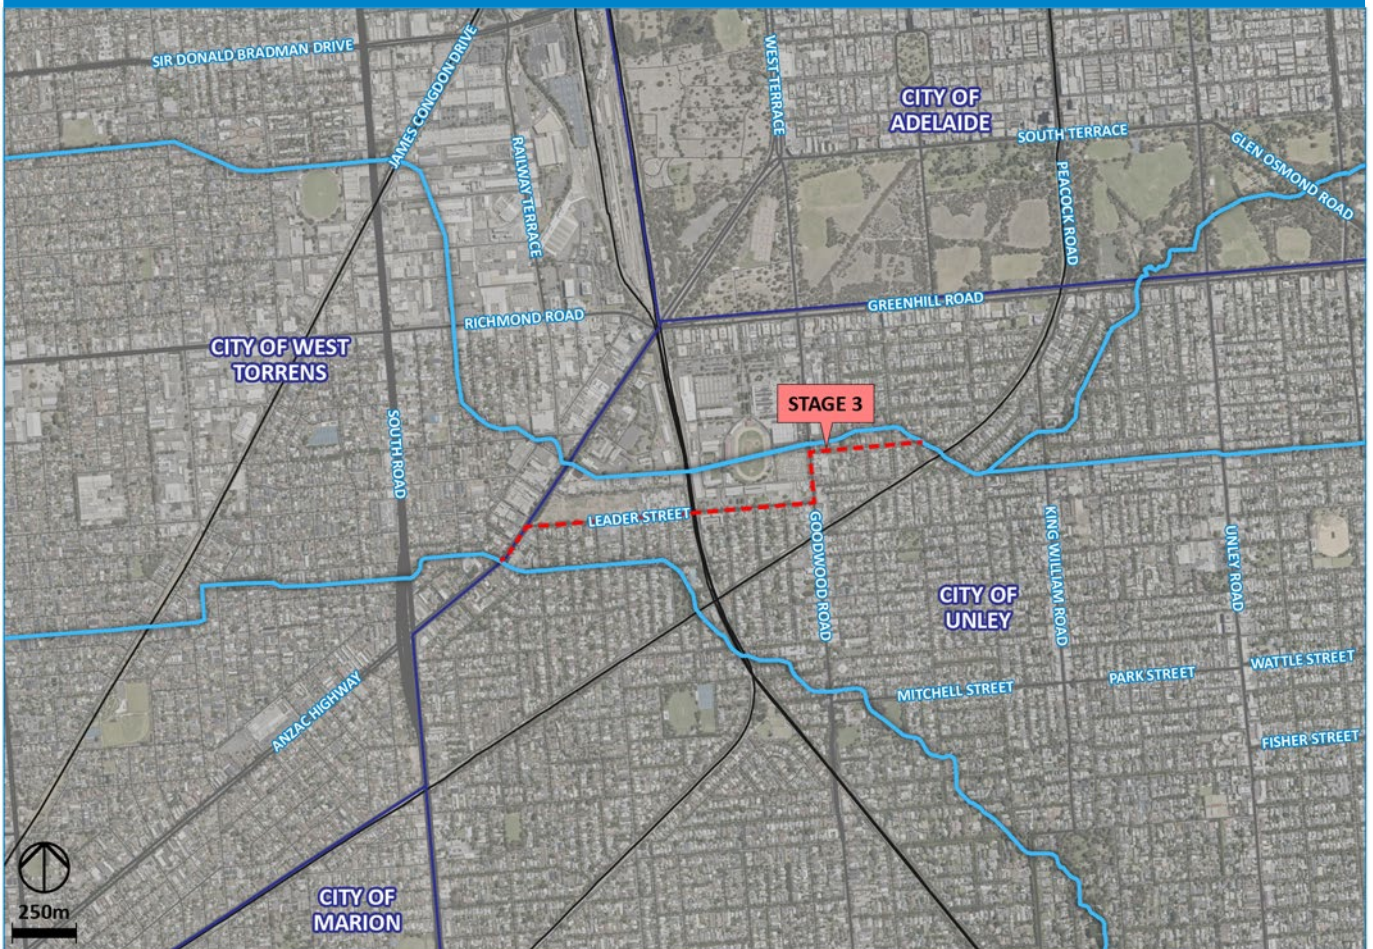 SIR DONALD BRADMAN DRIVE
JAMES CONGDON DRIVE
WEST TERRACE
CITY OF
ADELAIDE
SOUTH TERRACE
GLEN OSMOND ROAD
RAILWAY TERRACE
PEACOCK ROAD
GREENHILL ROAD
RICHMOND ROAD
CITY OF WEST
TORRENS
STAGE 3
SOUTH ROAD
LEADER STREET
GOODWOOD ROAD
KING WILLIAM ROAD
UNLEY ROAD
CITY OF
UNLEY
MITCHELL STREET
PARK STREET
WATTLE STREET
FISHER STREET
ANZAC HIGHWAY
CITY OF
MARION
250m